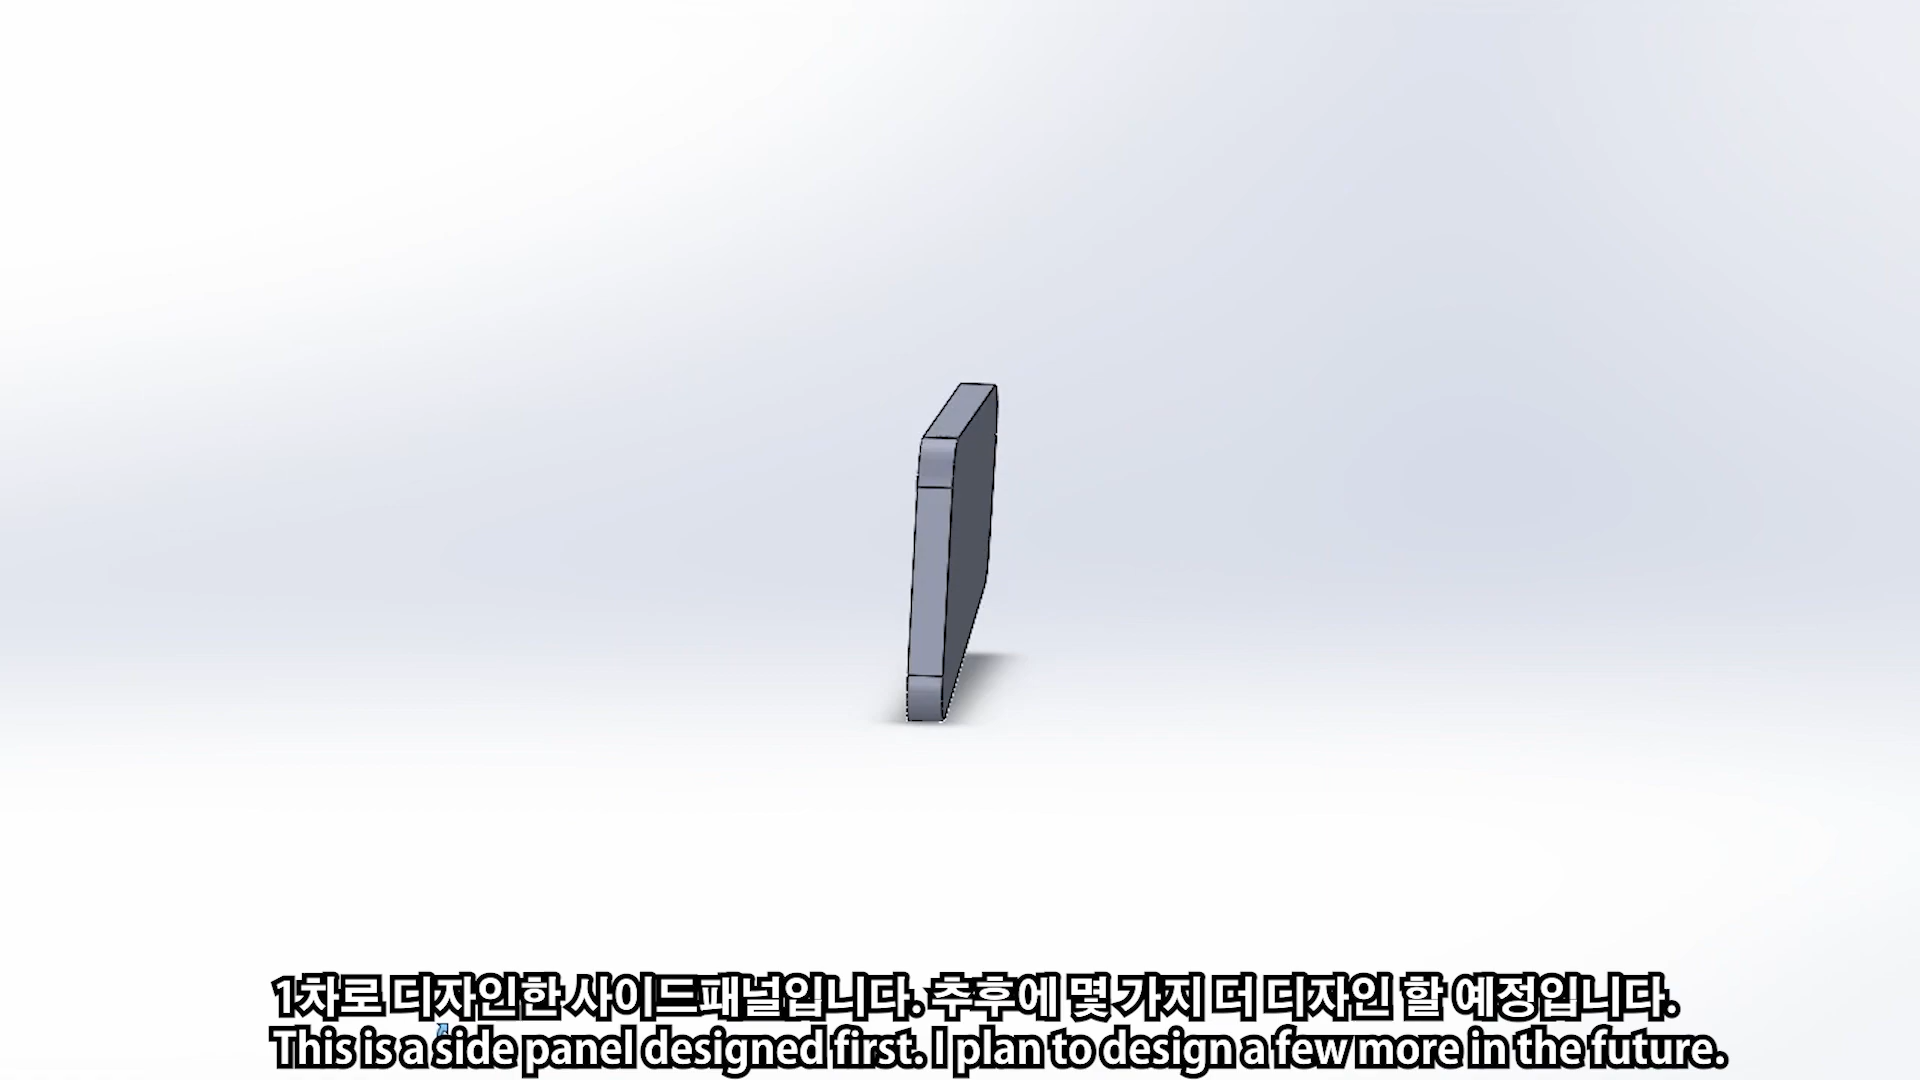 1차로 디자인한 사이드패널입니다. 추후에 몇 가지 더 디자인 할 예정입니다.
This is a side panel designed first. I plan to design a few more in the future.